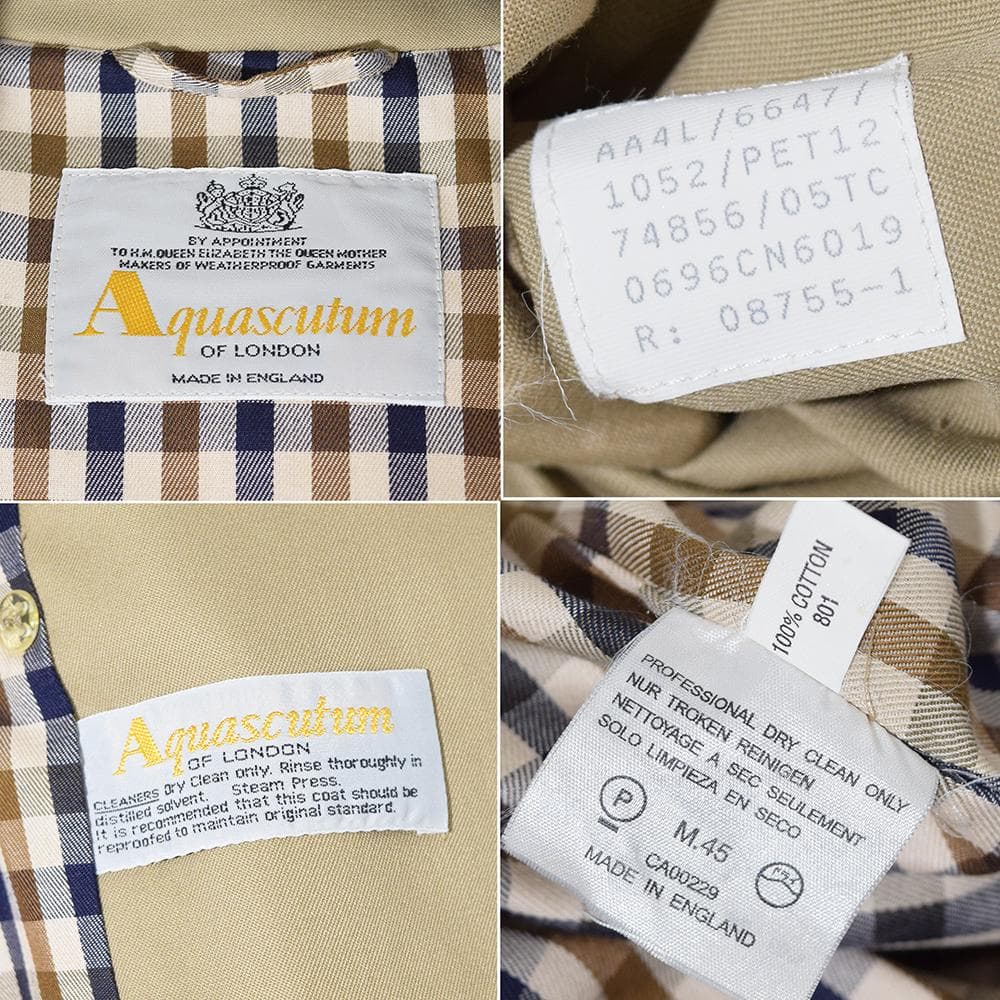 BY APPOINTMENT
TO H.M.QUEEN ELIZABETH THE QUEEN MOTHER
MAKERS OF WEATHERPROOF GARMENTS
Aquascutum
OF LONDON
MADE IN ENGLAND
AA4L/6647/
1052/PET12
74856/05TC
0696CN6019
R: 08755-1
Aquascutum
OF LONDON
CLEANERS Dry Clean only. Rinse thoroughly in
distilled solvent. Steam Press.
It is recommended that this coat should be
reproofed to maintain original standard.
100% COTTON
801
PROFESSIONAL DRY CLEAN ONLY
NUR TROKEN REINIGEN
NETTOYAGE A SEC SEULEMENT
SOLO LIMPIEZA EN SECO
P
M.45
CA00229
MADE IN ENGLAND